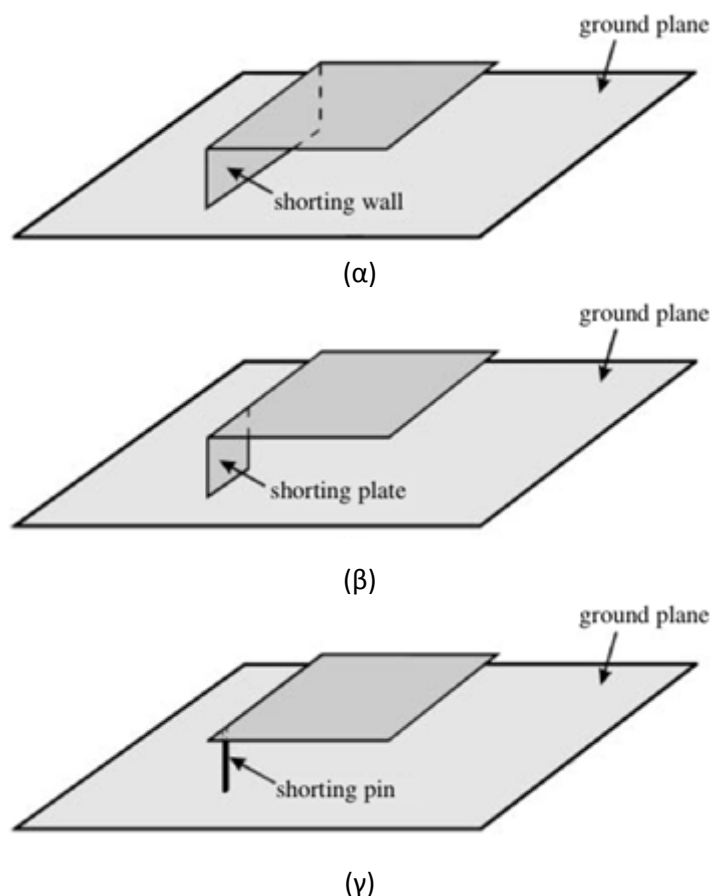 ground plane
shorting wall
(α)
ground plane
shorting plate
(β)
ground plane
shorting pin
(γ)